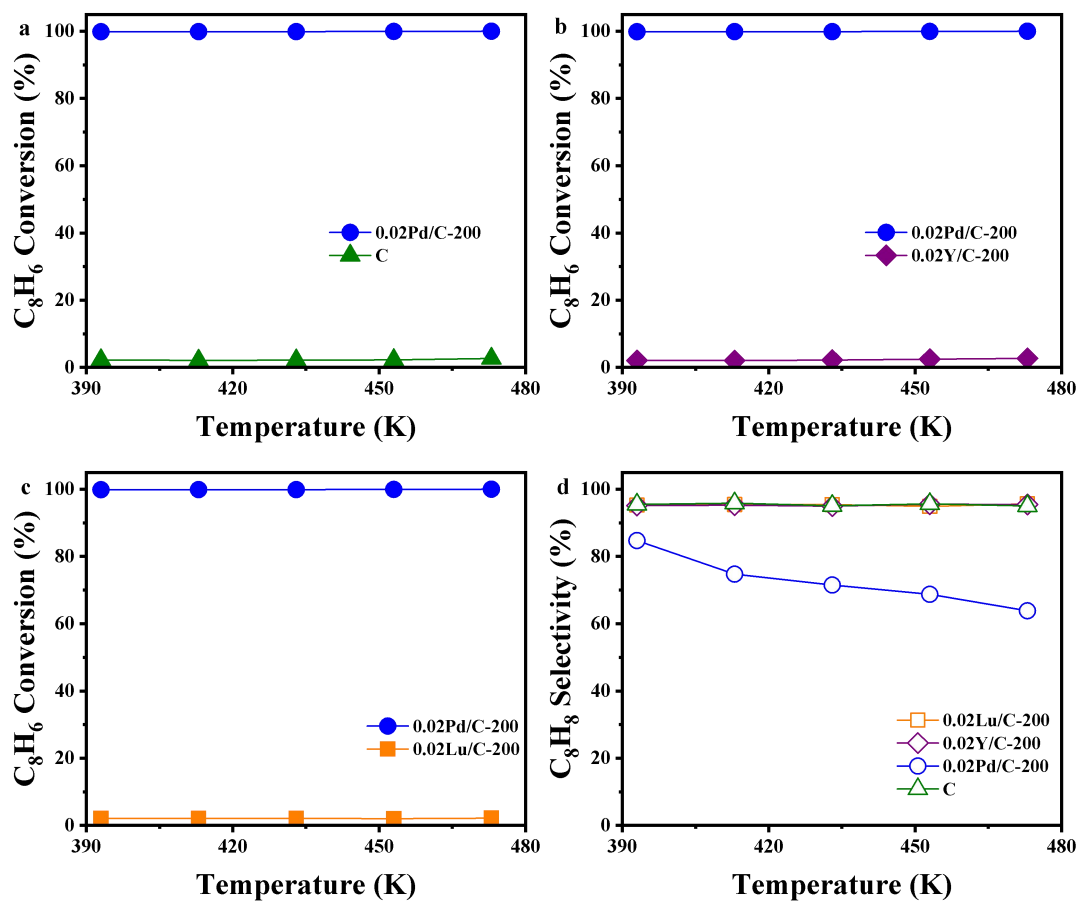 a
C8H6 Conversion (%)
100
80
60
40
20
0
0.02Pd/C-200
C
390
420
450
480
Temperature (K)
b
C8H6 Conversion (%)
100
80
60
40
20
0
0.02Pd/C-200
0.02Y/C-200
390
420
450
480
Temperature (K)
c
C8H6 Conversion (%)
100
80
60
40
20
0
0.02Pd/C-200
0.02Lu/C-200
390
420
450
480
Temperature (K)
d
C8H8 Selectivity (%)
100
80
60
40
20
0
0.02Lu/C-200
0.02Y/C-200
0.02Pd/C-200
C
390
420
450
480
Temperature (K)